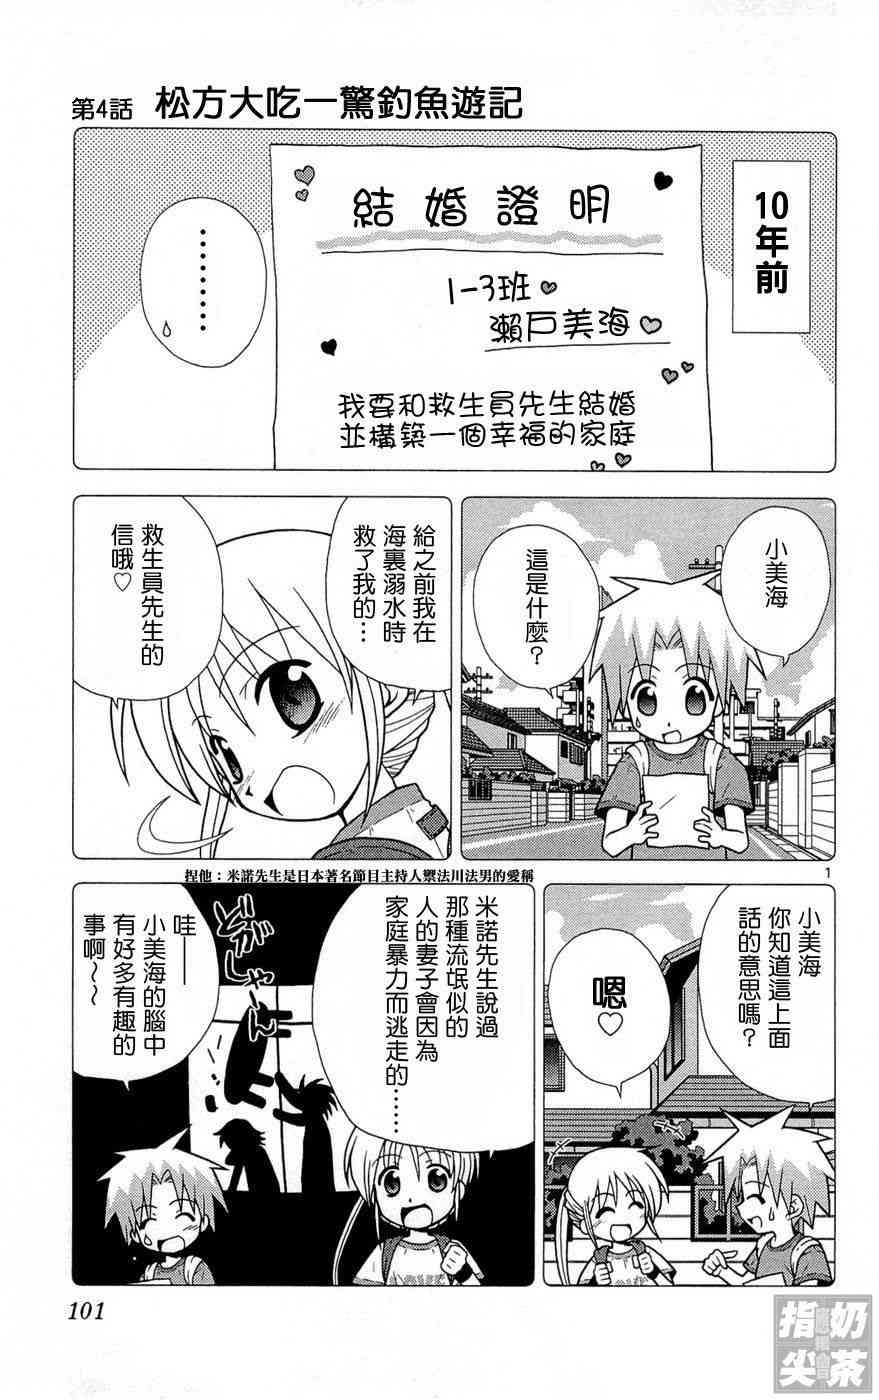 第4話 松方大吃一驚釣魚遊記
10年前
結婚證明
1-3班
瀨戶美海
我要和救生員先生結婚
並構築一個幸福的家庭
………
小美海
這是什麼?
給之前我在
海裏溺水時
救了我的…
救生員先生的
信哦♡
1
捏他：米諾先生是日本著名節目主持人禦法川法男的愛稱
小美海
你知道這上面
話的意思嗎?
嗯♡
米諾先生說過
那種流氓似的
人的妻子會因為
家庭暴力而逃走的……
どがしゃーん
哇——
小美海的腦中
有好多有趣的
事啊~~
101
指
奶
尖
茶